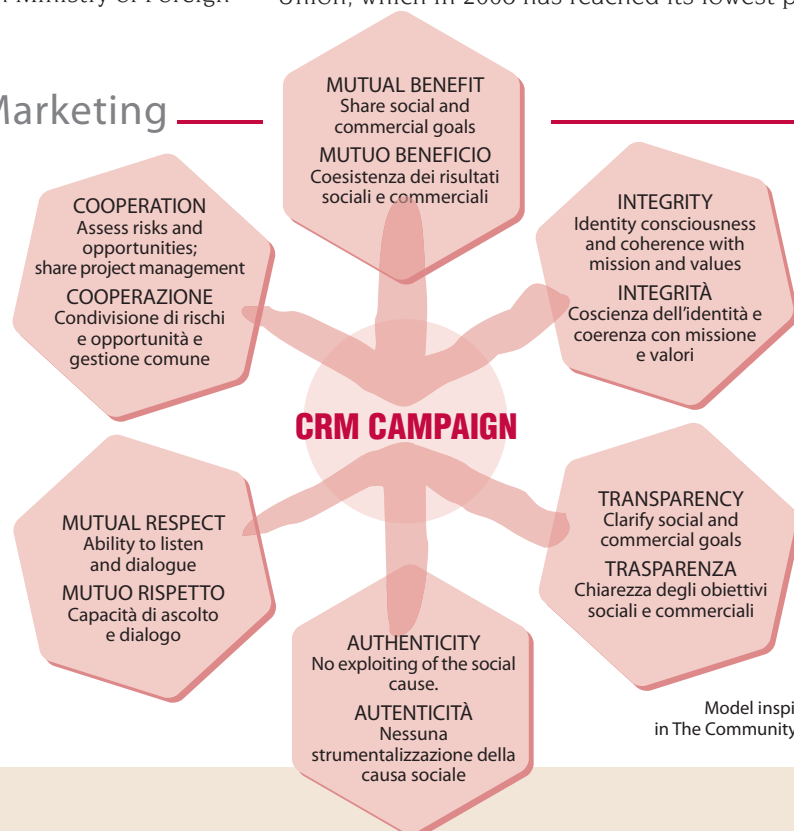 Ministry of Foreign
Union, which in 2008 has reached its lowest p
Marketing
MUTUAL BENEFIT
Share social and
commercial goals
MUTUO BENEFICIO
Coesistenza dei risultati
sociali e commerciali
COOPERATION
Assess risks and
opportunities;
share project management
COOPERAZIONE
Condivisione di rischi
e opportunità e
gestione comune
INTEGRITY
Identity consciousness
and coherence with
mission and values
INTEGRITÀ
Coscienza dell'identità e
coerenza con missione
e valori
CRM CAMPAIGN
MUTUAL RESPECT
Ability to listen
and dialogue
MUTUO RISPETTO
Capacità di ascolto
e dialogo
TRANSPARENCY
Clarify social and
commercial goals
TRASPARENZA
Chiarezza degli obiettivi
sociali e commerciali
AUTHENTICITY
No exploiting of the social
cause.
AUTENTICITÀ
Nessuna
strumentalizzazione della
causa sociale
Model inspi
in The Community